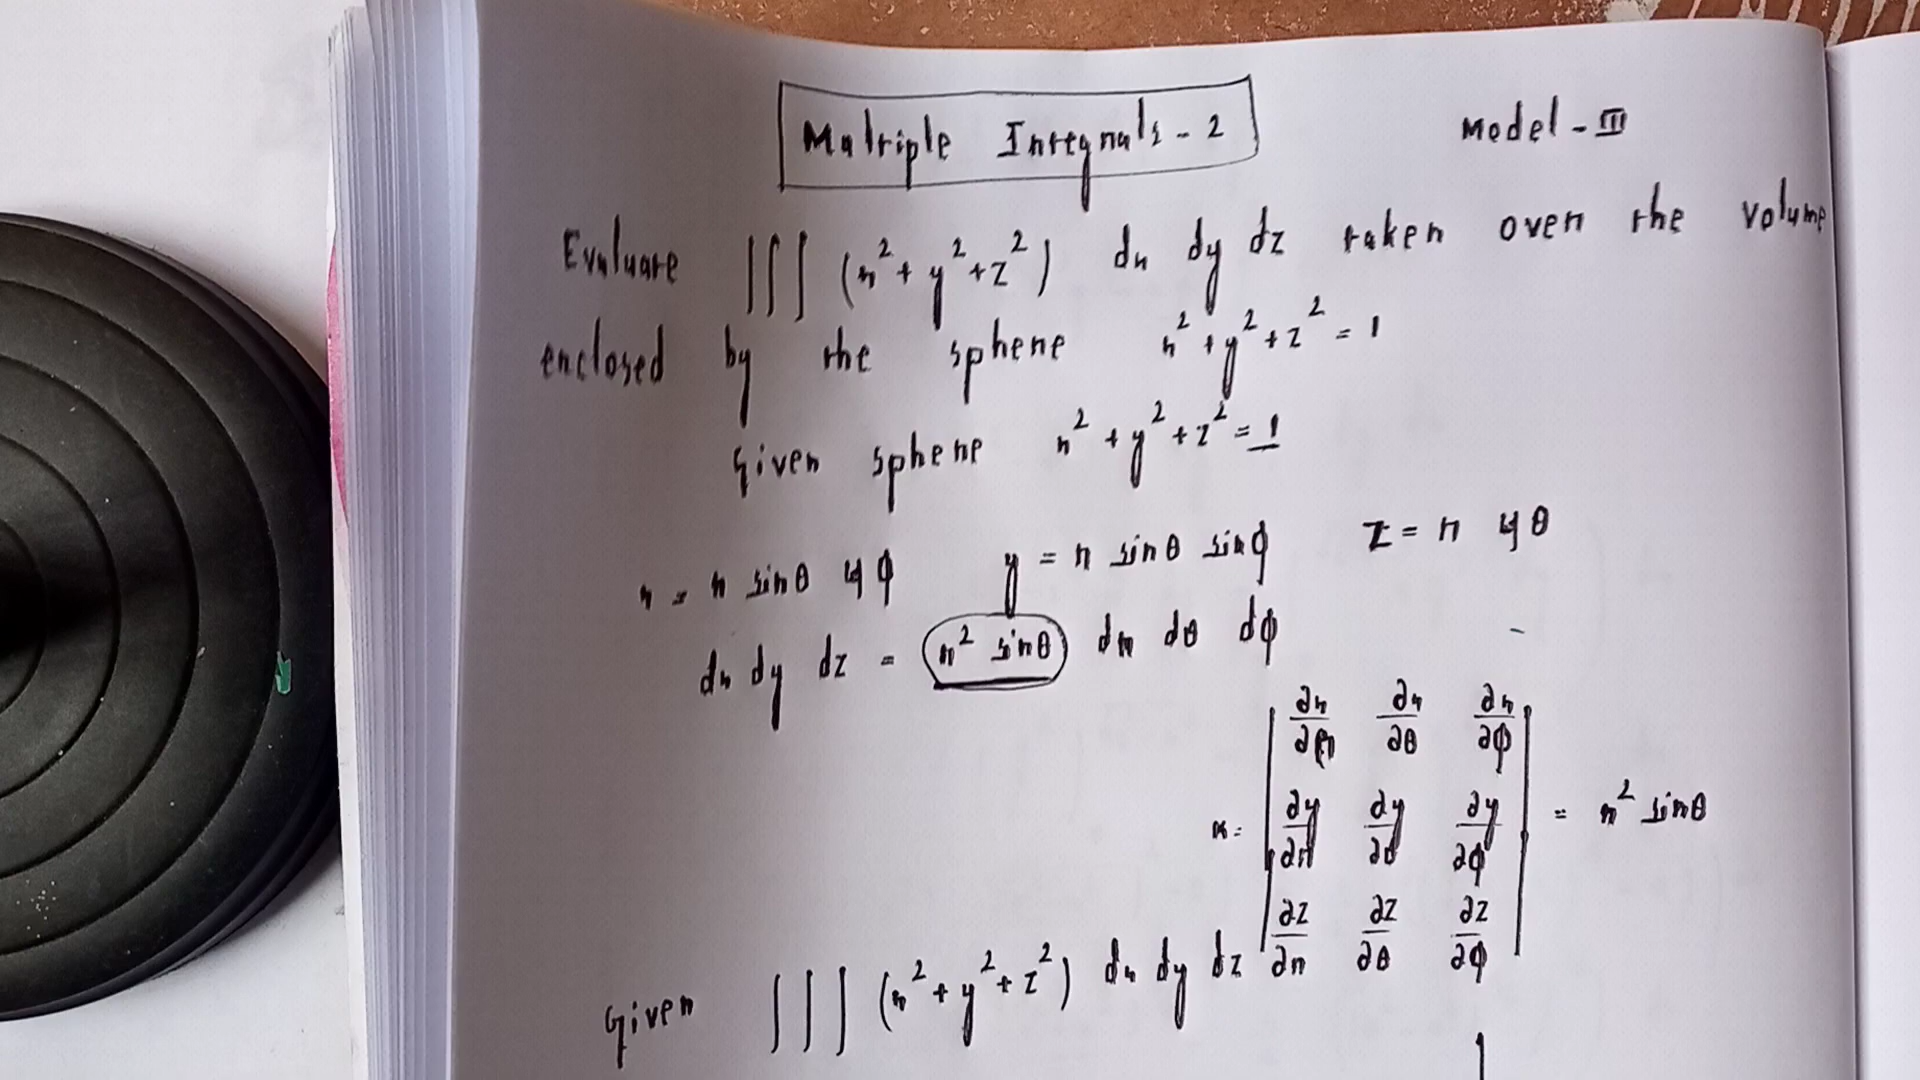 Multiple Integrals - 2
Model - III
Evaluate ∫∫∫ (x² + y² + z²) dx dy dz taken over the volume
enclosed by the sphere x² + y² + z² = 1
Given sphere x² + y² + z² = 1
x = r sinθ cosφ y = r sinθ sinφ z = r cosθ
dx dy dz = r² sinθ dr dθ dφ
∂x/∂r ∂x/∂θ ∂x/∂φ
∂y/∂r ∂y/∂θ ∂y/∂φ = r² sinθ
∂z/∂r ∂z/∂θ ∂z/∂φ
Given ∫∫∫ (x² + y² + z²) dx dy dz